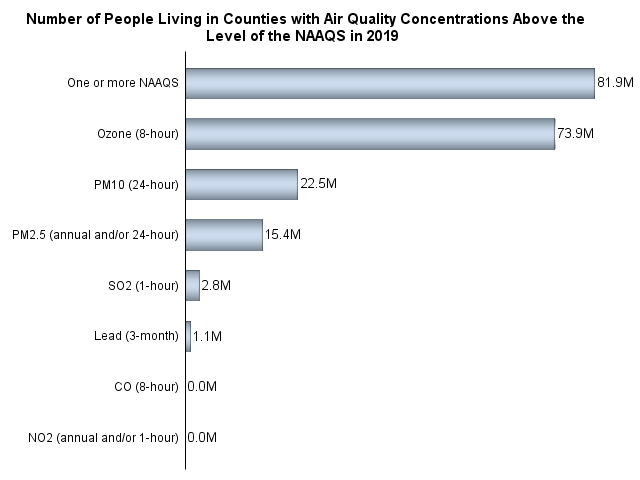 Number of People Living in Counties with Air Quality Concentrations Above the
Level of the NAAQS in 2019
One or more NAAQS 81.9M
Ozone (8-hour) 73.9M
PM10 (24-hour) 22.5M
PM2.5 (annual and/or 24-hour) 15.4M
SO2 (1-hour) 2.8M
Lead (3-month) 1.1M
CO (8-hour) 0.0M
NO2 (annual and/or 1-hour) 0.0M